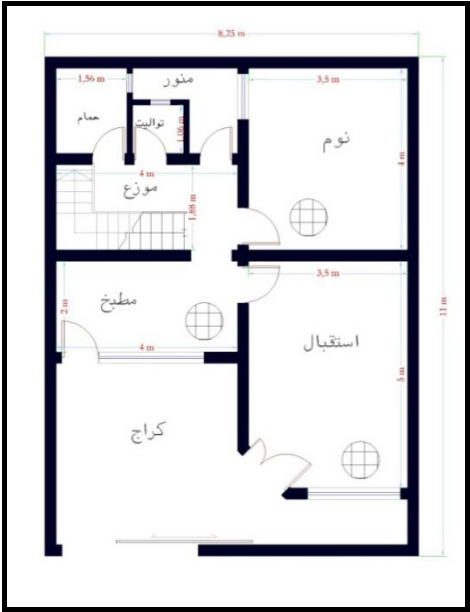 8,25 m
1,56 m
منور
3,5 m
حمام
تواليت
1,06 m
نوم
4 m
4 m
موزع
1,88 m
3,5 m
2 m
مطبخ
11 m
استقبال
4 m
5 m
كراج